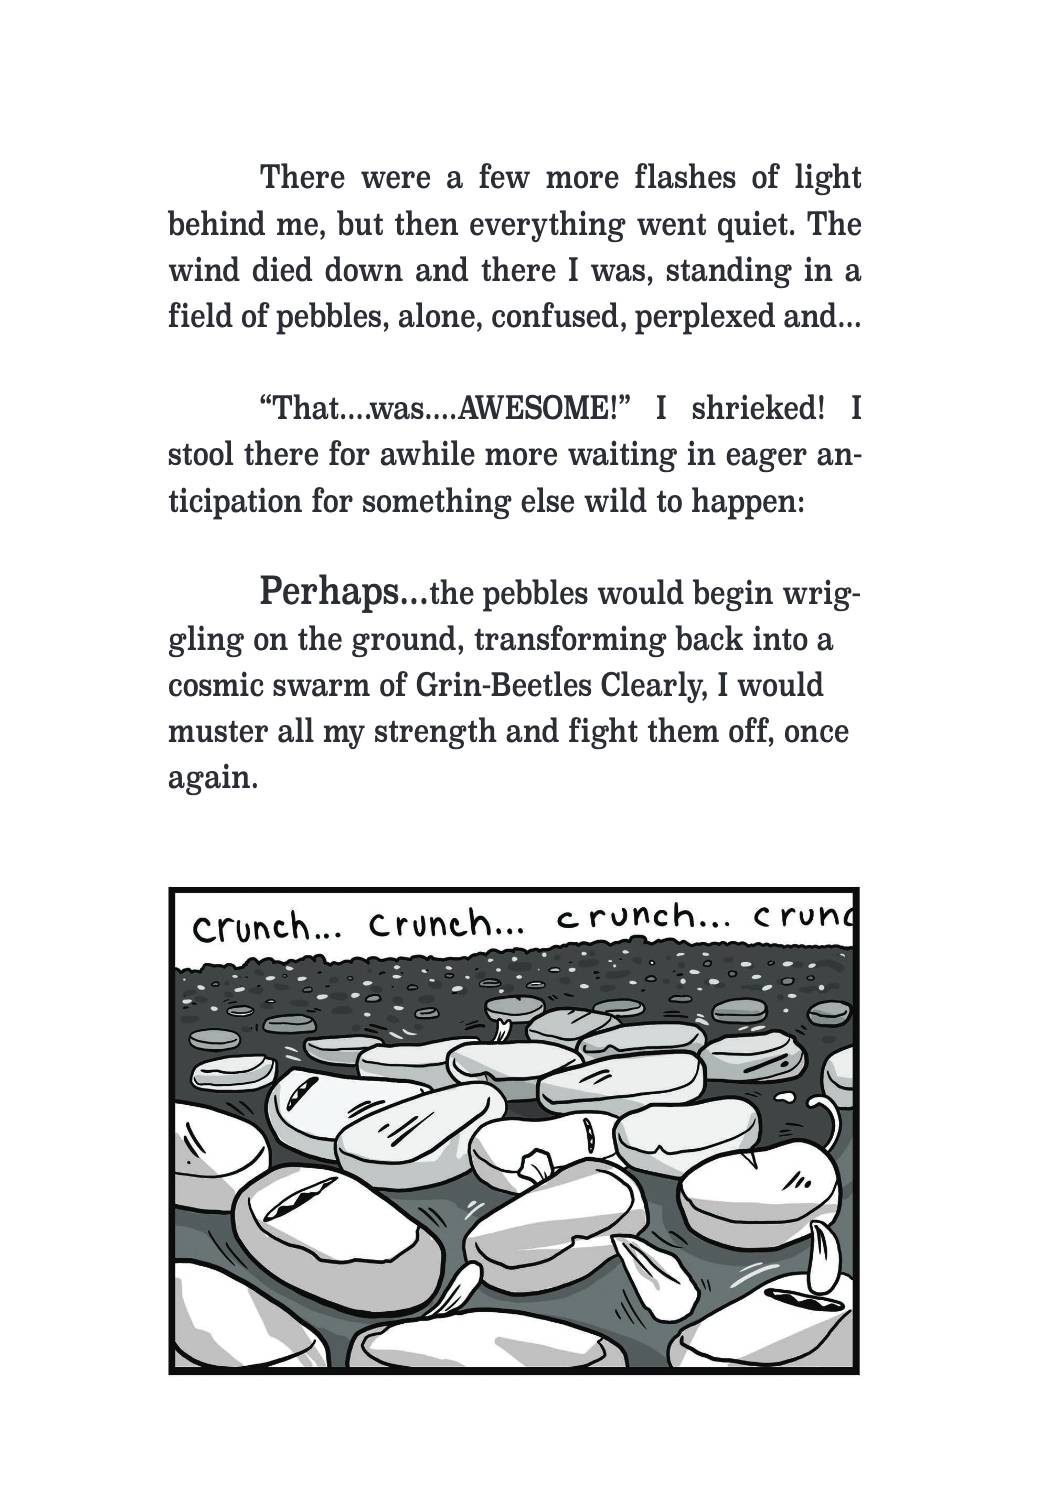 There were a few more flashes of light
behind me, but then everything went quiet. The
wind died down and there I was, standing in a
field of pebbles, alone, confused, perplexed and...
“That....was....AWESOME!” I shrieked! I
stool there for awhile more waiting in eager an-
ticipation for something else wild to happen:
Perhaps...the pebbles would begin wrig-
gling on the ground, transforming back into a
cosmic swarm of Grin-Beetles Clearly, I would
muster all my strength and fight them off, once
again.
crunch... crunch... crunch... crunc